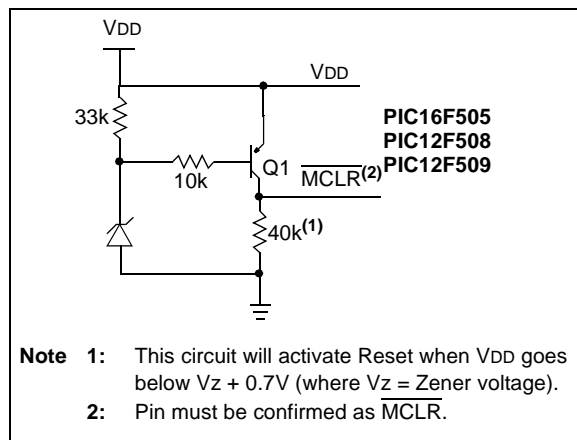 VDD
VDD
33k
PIC16F505
PIC12F508
PIC12F509
Q1
MCLR(2)
10k
40k(1)
Note 1: This circuit will activate Reset when VDD goes
below Vz + 0.7V (where Vz = Zener voltage).
2: Pin must be confirmed as MCLR.